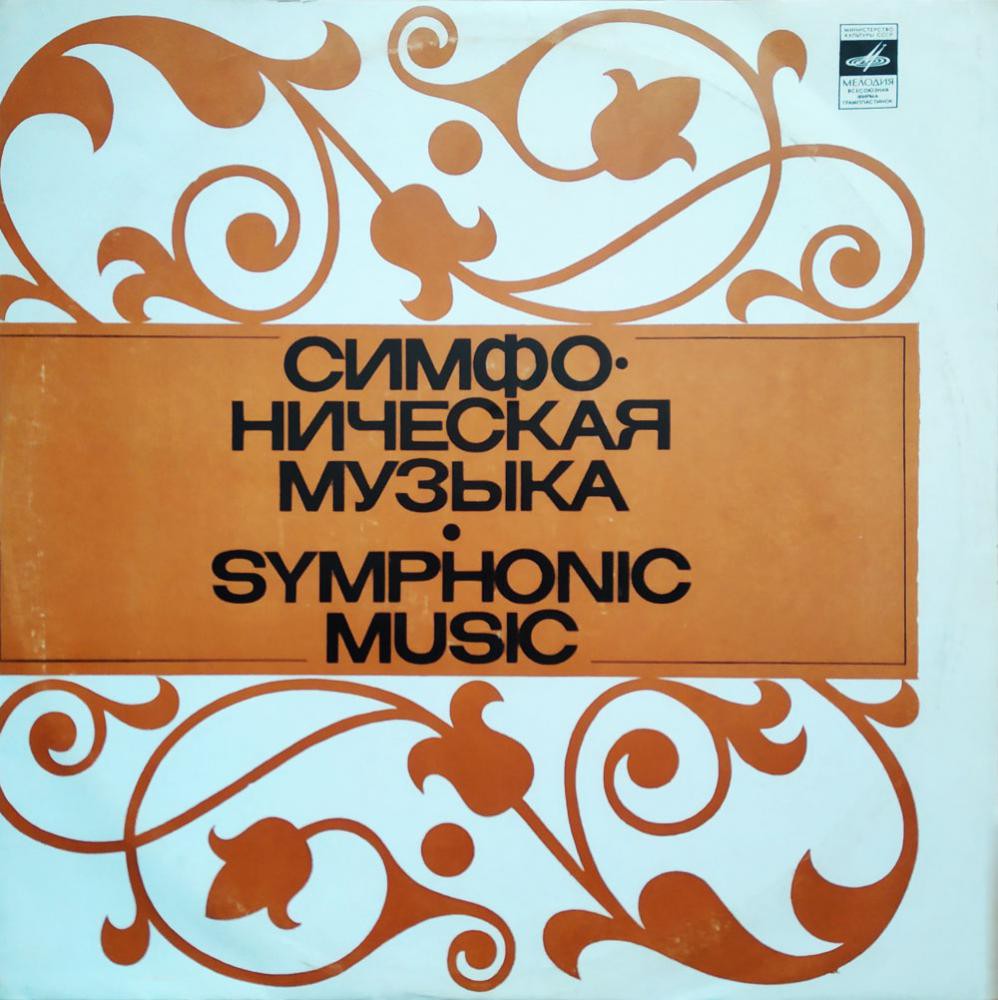 МИНИСТЕРСТВО
КУЛЬТУРЫ СССР
МЕЛОДИЯ
ВСЕСОЮЗНАЯ
ФИРМА
ГРАМПЛАСТИНОК
СИМФО·
НИЧЕСКАЯ
МУЗЫКА
·
SYMPHONIC
MUSIC